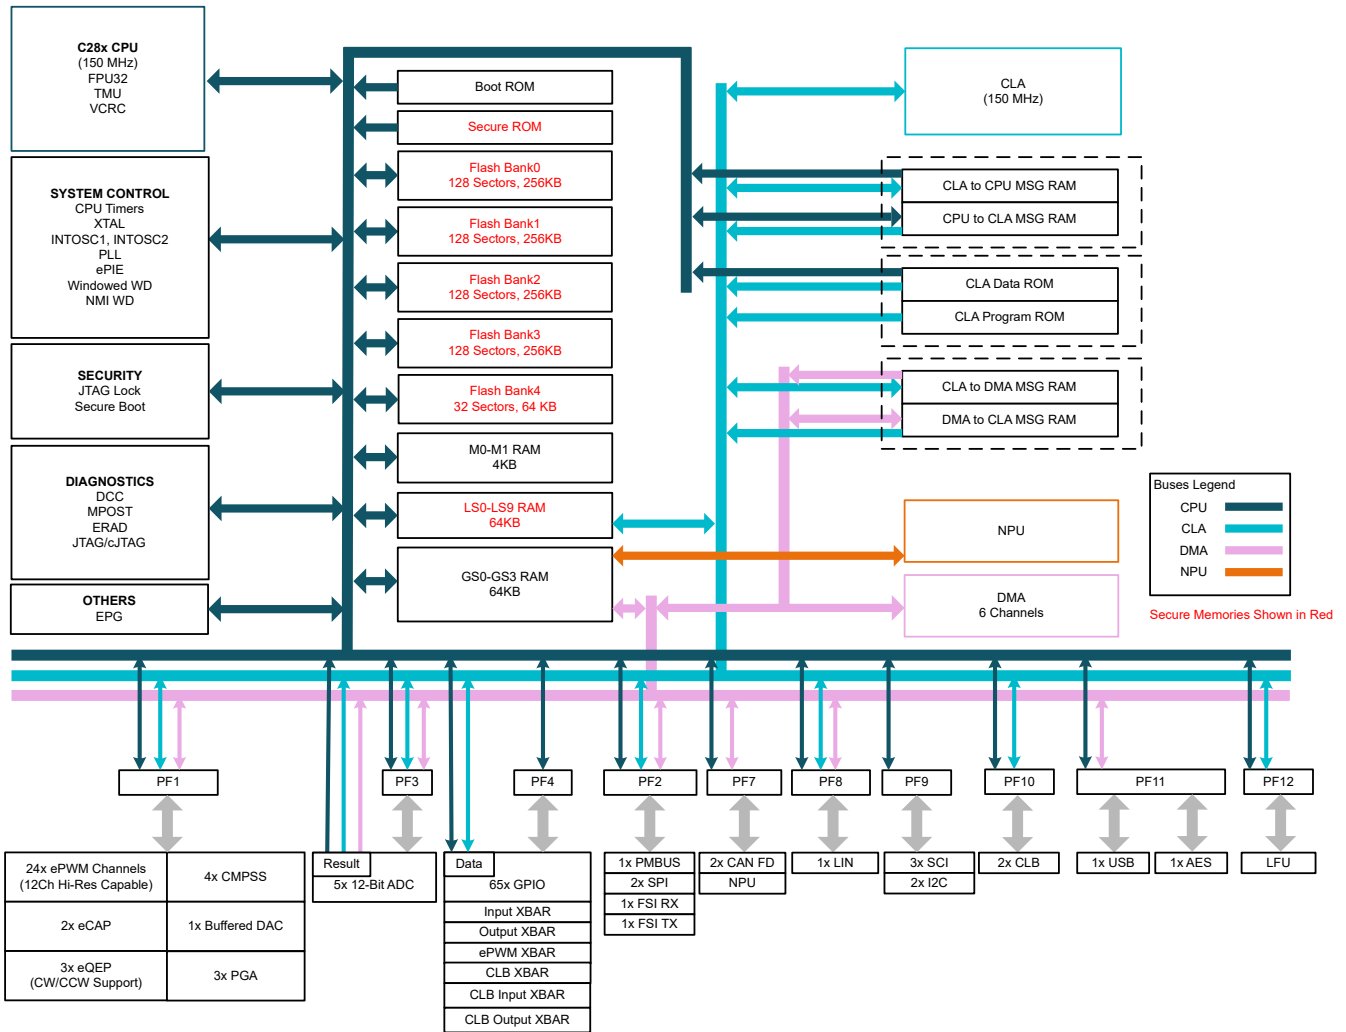 C28x CPU
(150 MHz)
FPU32
TMU
VCRC
SYSTEM CONTROL
CPU Timers
XTAL
INTOSC1, INTOSC2
PLL
ePIE
Windowed WD
NMI WD
SECURITY
JTAG Lock
Secure Boot
DIAGNOSTICS
DCC
MPOST
ERAD
JTAG/cJTAG
OTHERS
EPG
Boot ROM
Secure ROM
Flash Bank0
128 Sectors, 256KB
Flash Bank1
128 Sectors, 256KB
Flash Bank2
128 Sectors, 256KB
Flash Bank3
128 Sectors, 256KB
Flash Bank4
32 Sectors, 64 KB
M0-M1 RAM
4KB
LS0-LS9 RAM
64KB
GS0-GS3 RAM
64KB
CLA
(150 MHz)
CLA to CPU MSG RAM
CPU to CLA MSG RAM
CLA Data ROM
CLA Program ROM
CLA to DMA MSG RAM
DMA to CLA MSG RAM
NPU
DMA
6 Channels
Buses Legend
CPU
CLA
DMA
NPU
Secure Memories Shown in Red
PF1
PF3
PF4
PF2
PF7
PF8
PF9
PF10
PF11
PF12
24x ePWM Channels
(12Ch Hi-Res Capable)
4x CMPSS
2x eCAP
1x Buffered DAC
3x eQEP
(CW/CCW Support)
3x PGA
Result
5x 12-Bit ADC
Data
65x GPIO
Input XBAR
Output XBAR
ePWM XBAR
CLB XBAR
CLB Input XBAR
CLB Output XBAR
1x PMBUS
2x SPI
1x FSI RX
1x FSI TX
2x CAN FD
NPU
1x LIN
3x SCI
2x I2C
2x CLB
1x USB
1x AES
LFU